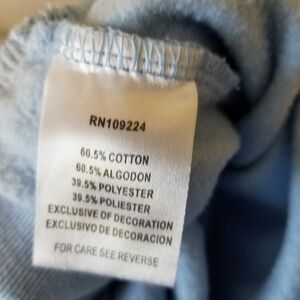 RN109224
60.5% COTTON
60.5% ALGODON
39.5% POLYESTER
39.5% POLIESTER
EXCLUSIVE OF DECORATION
EXCLUSIVO DE DECORACION
FOR CARE SEE REVERSE